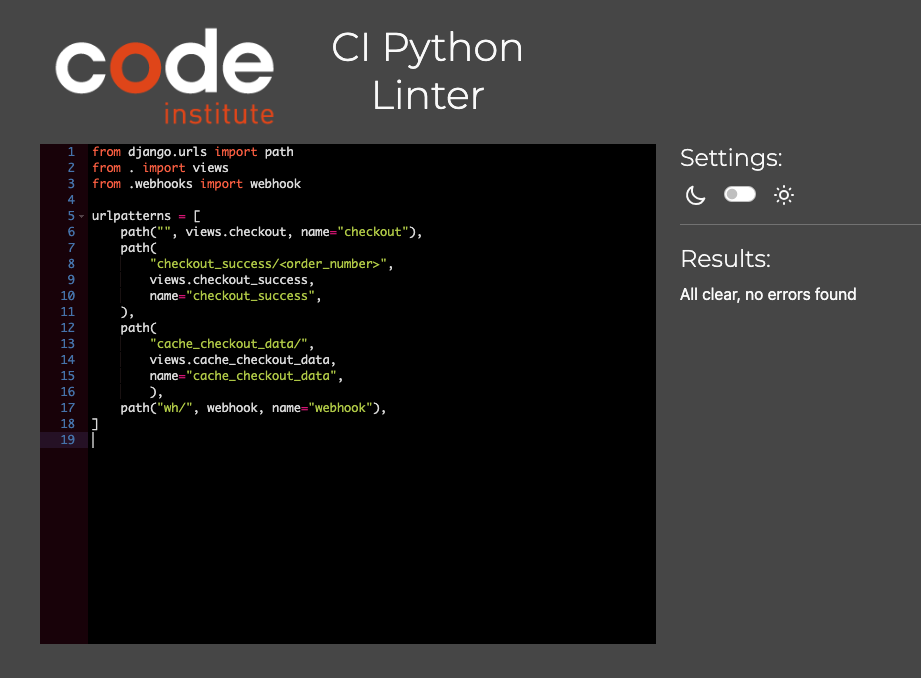 code
institute
CI Python
Linter
1 from django.urls import path
2 from . import views
3 from .webhooks import webhook
4
5 urlpatterns = [
6     path("", views.checkout, name="checkout"),
7     path(
8         "checkout_success/<order_number>",
9         views.checkout_success,
10         name="checkout_success",
11     ),
12     path(
13         "cache_checkout_data/",
14         views.cache_checkout_data,
15         name="cache_checkout_data",
16         ),
17     path("wh/", webhook, name="webhook"),
18 ]
19
Settings:
Results:
All clear, no errors found